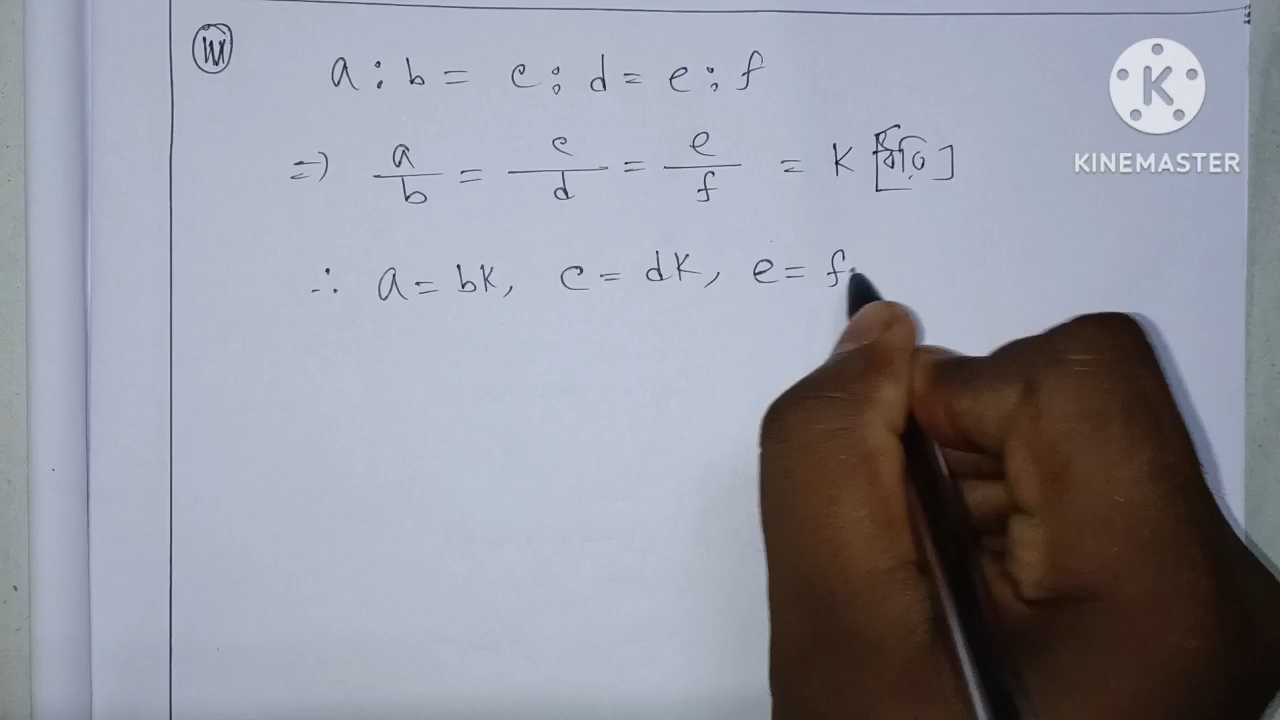 (iii) a : b = c : d = e : f
⇒ a/b = c/d = e/f = K [ধরি]
∴ a = bK, c = dK, e = f
KINEMASTER